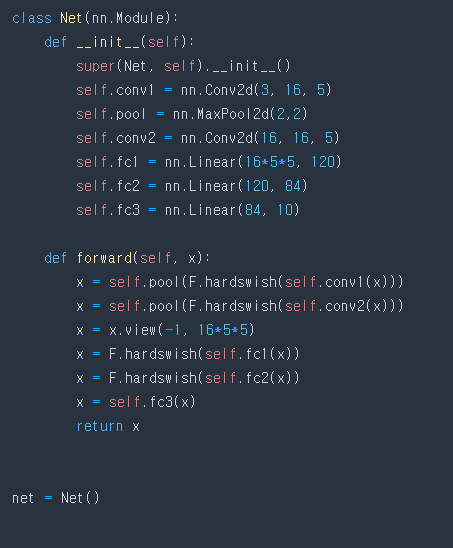 class Net(nn.Module):
    def __init__(self):
        super(Net, self).__init__()
        self.conv1 = nn.Conv2d(3, 16, 5)
        self.pool = nn.MaxPool2d(2,2)
        self.conv2 = nn.Conv2d(16, 16, 5)
        self.fc1 = nn.Linear(16*5*5, 120)
        self.fc2 = nn.Linear(120, 84)
        self.fc3 = nn.Linear(84, 10)

    def forward(self, x):
        x = self.pool(F.hardswish(self.conv1(x)))
        x = self.pool(F.hardswish(self.conv2(x)))
        x = x.view(-1, 16*5*5)
        x = F.hardswish(self.fc1(x))
        x = F.hardswish(self.fc2(x))
        x = self.fc3(x)
        return x

net = Net()